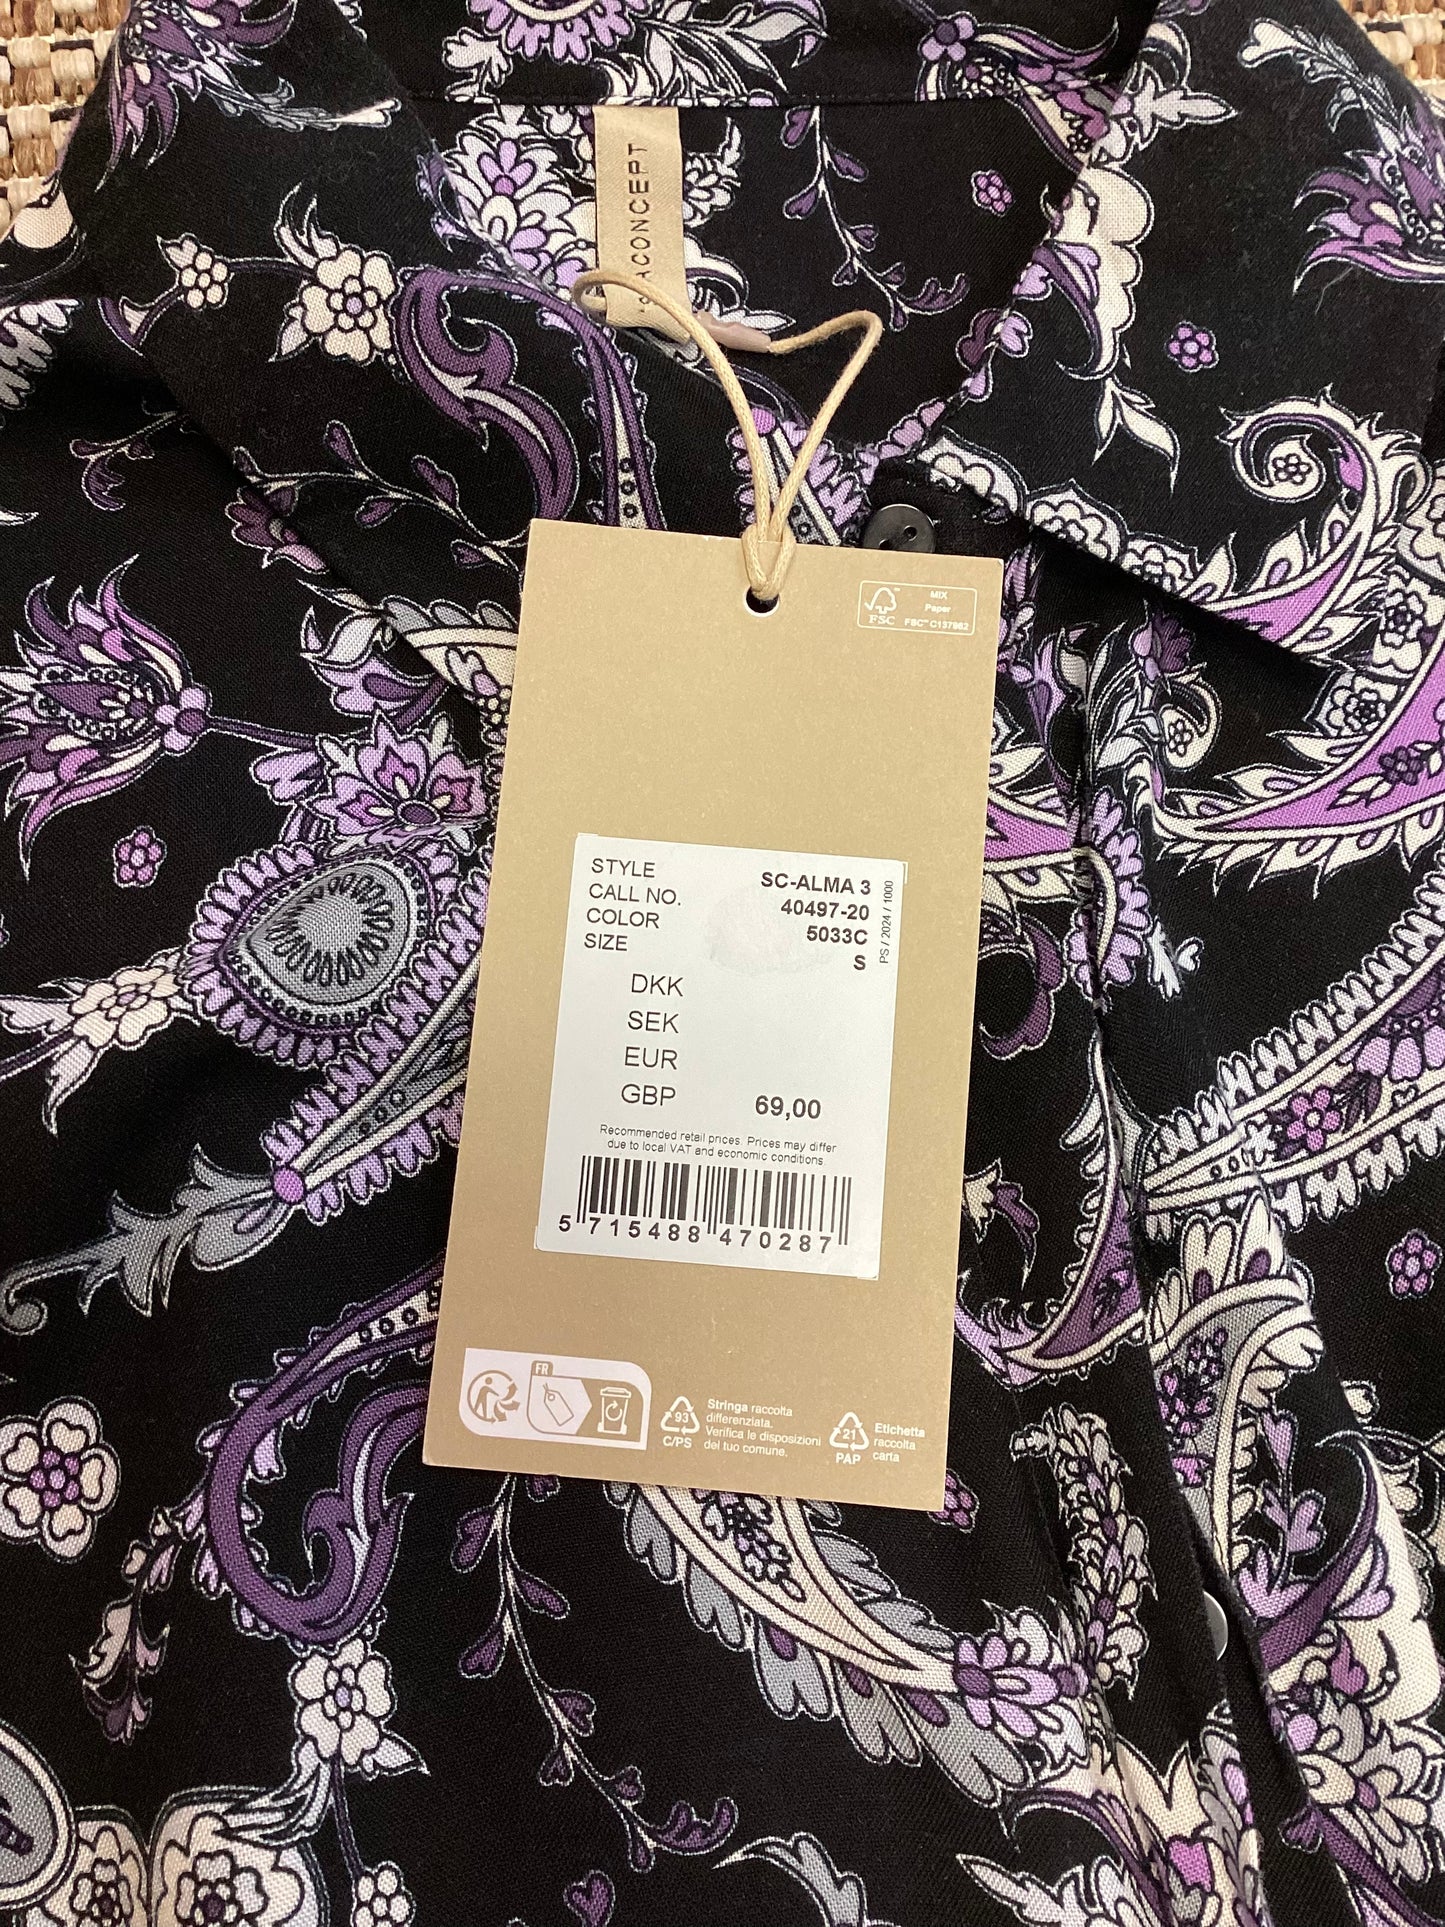 ACONCEPT
FSC
MIX
Paper
FSC™ C137982
STYLE SC-ALMA 3
CALL NO. 40497-20
COLOR 5033C
SIZE S
PS / 2024 / 1000
DKK
SEK
EUR
GBP 69,00
Recommended retail prices. Prices may differ
due to local VAT and economic conditions
5 715488 470287
FR
93
C/PS
Stringa raccolta
differenziata.
Verifica le disposizioni
del tuo comune.
21
PAP
Etichetta
raccolta
carta